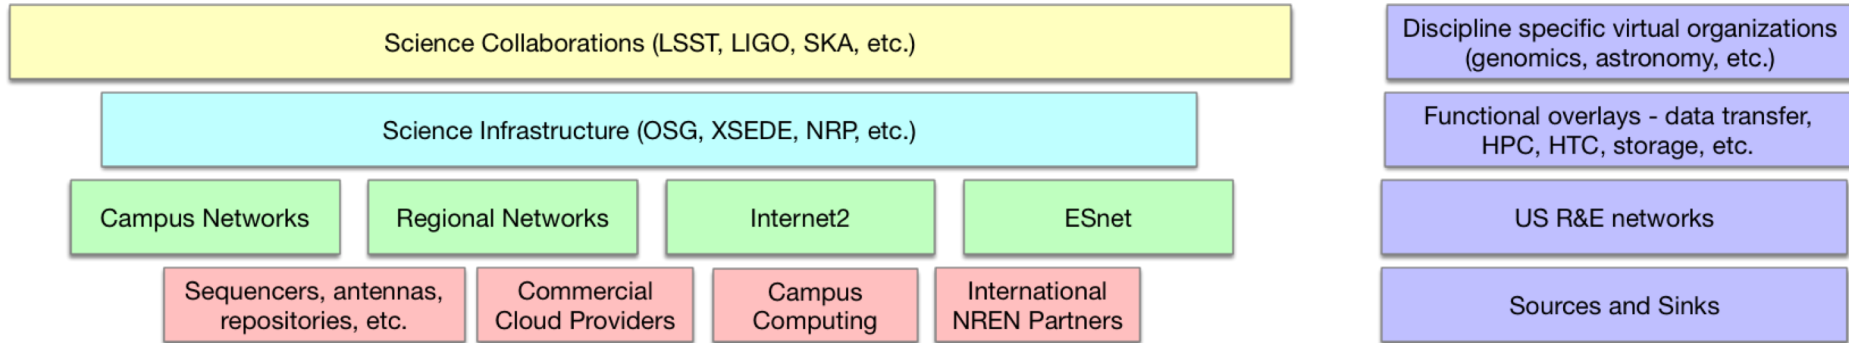 Science Collaborations (LSST, LIGO, SKA, etc.)
Discipline specific virtual organizations
(genomics, astronomy, etc.)
Science Infrastructure (OSG, XSEDE, NRP, etc.)
Functional overlays - data transfer,
HPC, HTC, storage, etc.
Campus Networks
Regional Networks
Internet2
ESnet
US R&E networks
Sequencers, antennas,
repositories, etc.
Commercial
Cloud Providers
Campus
Computing
International
NREN Partners
Sources and Sinks